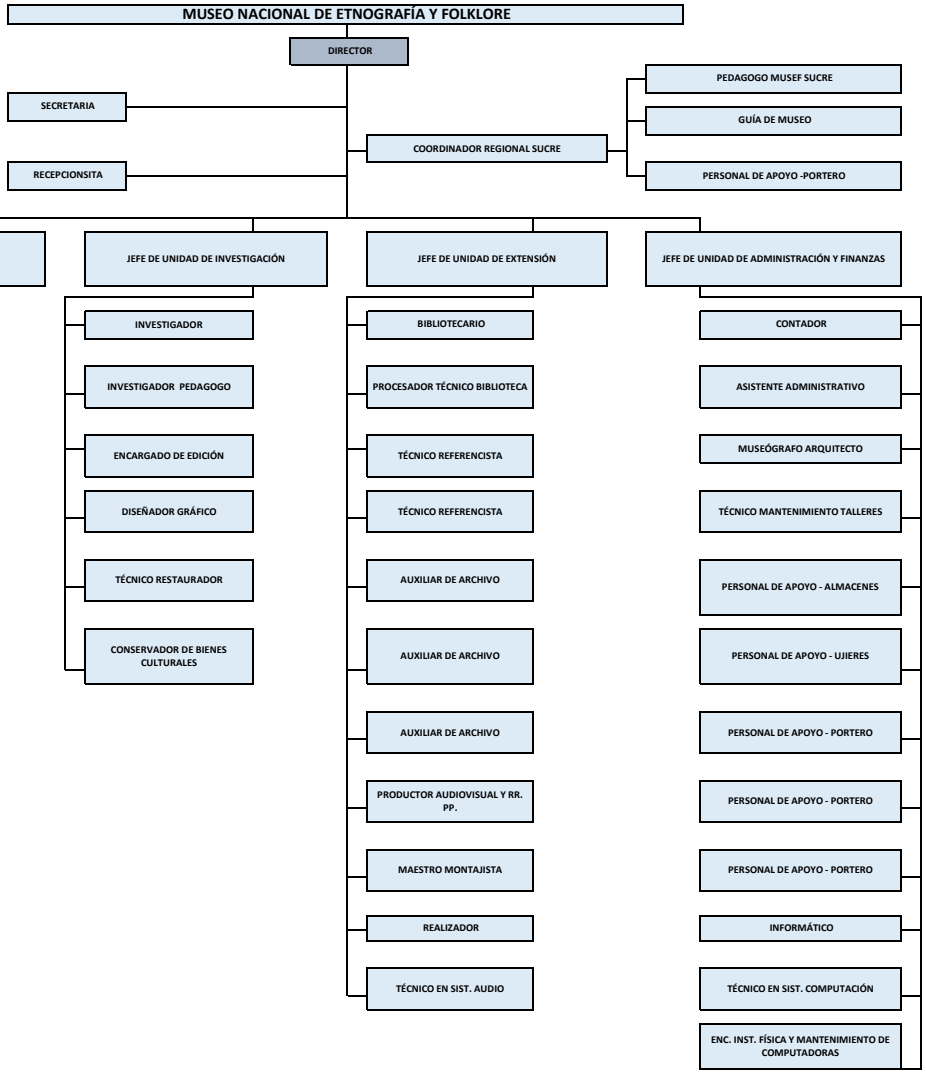 MUSEO NACIONAL DE ETNOGRAFÍA Y FOLKLORE
DIRECTOR
SECRETARIA
RECEPCIONSITA
COORDINADOR REGIONAL SUCRE
PEDAGOGO MUSEF SUCRE
GUÍA DE MUSEO
PERSONAL DE APOYO -PORTERO
JEFE DE UNIDAD DE INVESTIGACIÓN
INVESTIGADOR
INVESTIGADOR PEDAGOGO
ENCARGADO DE EDICIÓN
DISEÑADOR GRÁFICO
TÉCNICO RESTAURADOR
CONSERVADOR DE BIENES
CULTURALES
JEFE DE UNIDAD DE EXTENSIÓN
BIBLIOTECARIO
PROCESADOR TÉCNICO BIBLIOTECA
TÉCNICO REFERENCISTA
TÉCNICO REFERENCISTA
AUXILIAR DE ARCHIVO
AUXILIAR DE ARCHIVO
AUXILIAR DE ARCHIVO
PRODUCTOR AUDIOVISUAL Y RR.
PP.
MAESTRO MONTAJISTA
REALIZADOR
TÉCNICO EN SIST. AUDIO
JEFE DE UNIDAD DE ADMINISTRACIÓN Y FINANZAS
CONTADOR
ASISTENTE ADMINISTRATIVO
MUSEÓGRAFO ARQUITECTO
TÉCNICO MANTENIMIENTO TALLERES
PERSONAL DE APOYO - ALMACENES
PERSONAL DE APOYO - UJIERES
PERSONAL DE APOYO - PORTERO
PERSONAL DE APOYO - PORTERO
PERSONAL DE APOYO - PORTERO
INFORMÁTICO
TÉCNICO EN SIST. COMPUTACIÓN
ENC. INST. FÍSICA Y MANTENIMIENTO DE
COMPUTADORAS